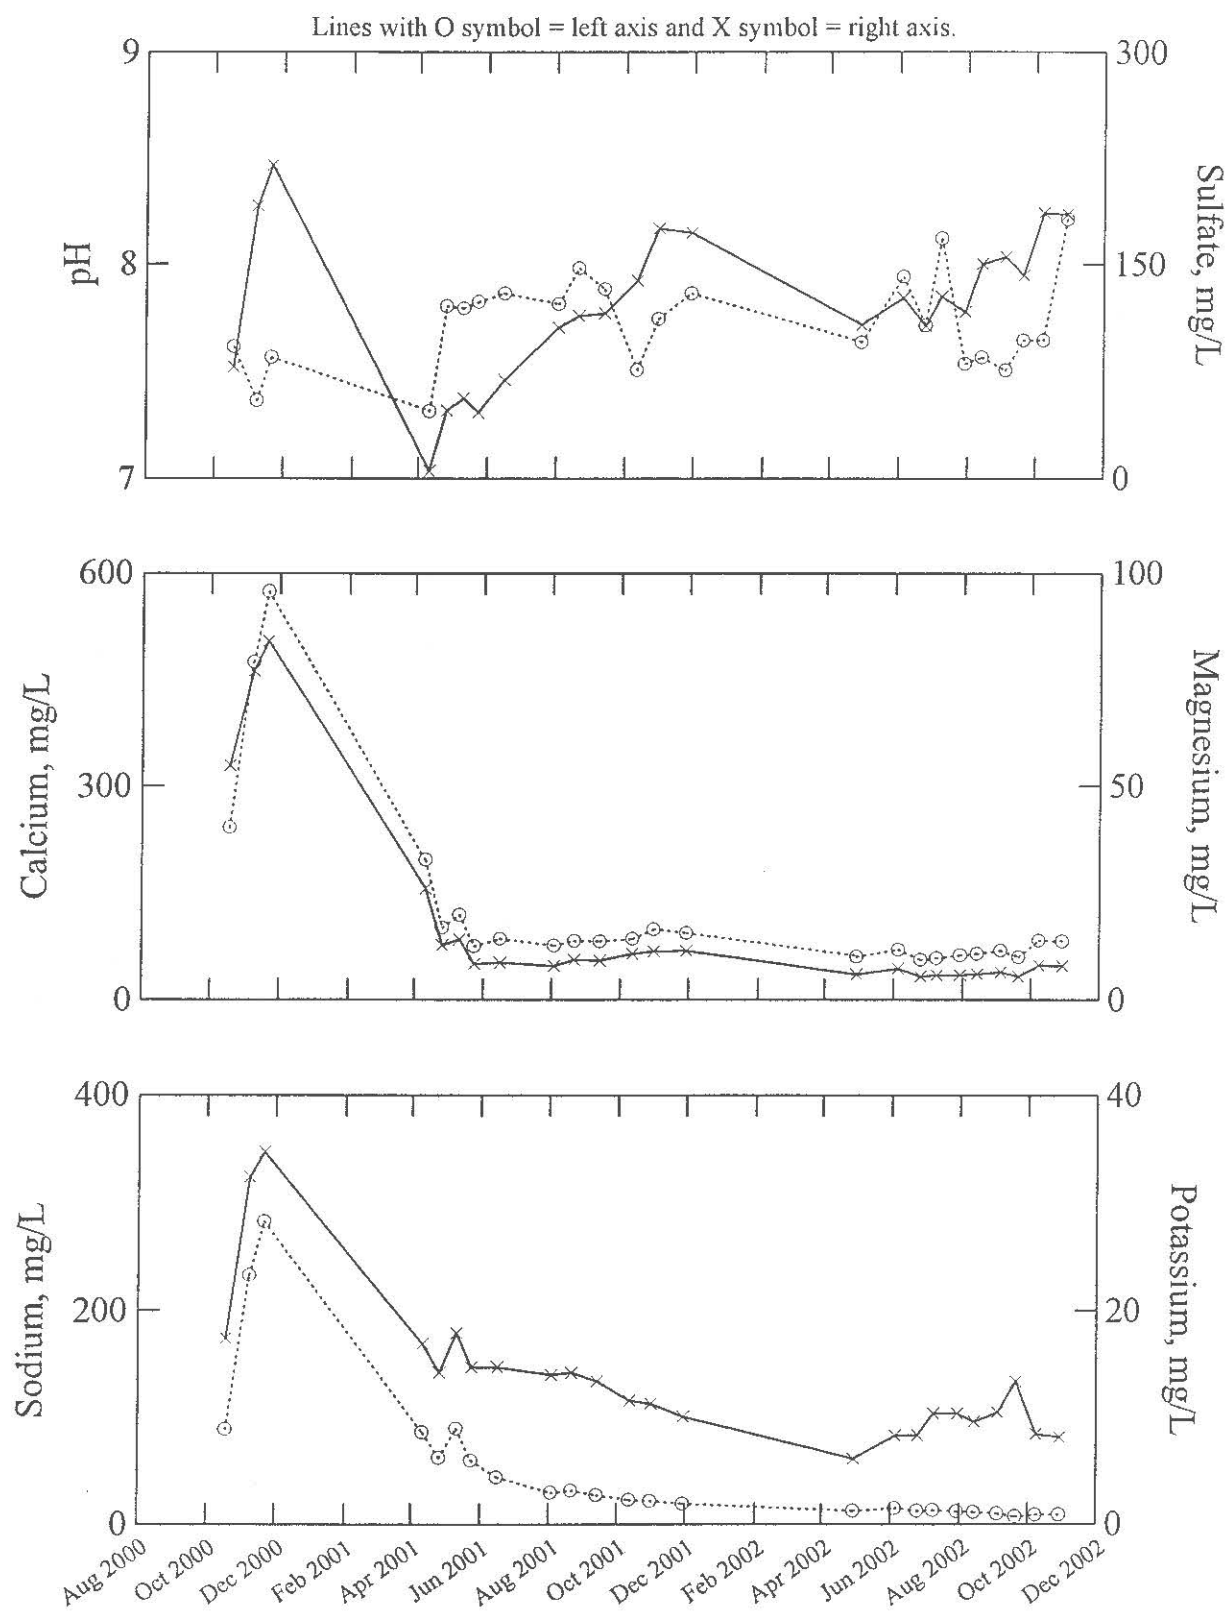 Lines with O symbol = left axis and X symbol = right axis.
9
8
7
pH
300
150
0
Sulfate, mg/L
600
300
0
Calcium, mg/L
100
50
0
Magnesium, mg/L
400
200
0
Sodium, mg/L
40
20
0
Potassium, mg/L
Aug 2000
Oct 2000
Dec 2000
Feb 2001
Apr 2001
Jun 2001
Aug 2001
Oct 2001
Dec 2001
Feb 2002
Apr 2002
Jun 2002
Aug 2002
Oct 2002
Dec 2002